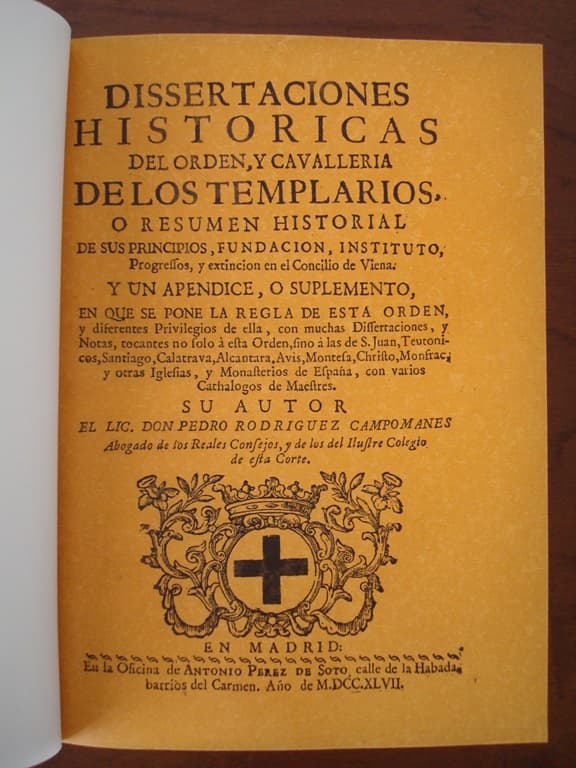 DISSERTACIONES
HISTORICAS
DEL ORDEN, Y CAVALLERIA
DE LOS TEMPLARIOS,
O RESUMEN HISTORIAL
DE SUS PRINCIPIOS, FUNDACION, INSTITUTO,
Progreſſos, y extincion en el Concilio de Viena.
Y UN APENDICE, O SUPLEMENTO,
EN QUE SE PONE LA REGLA DE ESTA ORDEN,
y diferentes Privilegios de ella, con muchas Diſſertaciones, y
Notas, tocantes no ſolo à eſta Orden, ſino à las de S. Juan, Teutoni-
cos, Santiago, Calatrava, Alcantara, Avis, Monteſa, Chriſto, Monfrac,
y otras Igleſias, y Monaſterios de Eſpaña, con varios
Cathalogos de Maeſtres.
SU AUTOR
EL LIC. DON PEDRO RODRIGUEZ CAMPOMANES
Abogado de los Reales Conſejos, y de los del Iluſtre Colegio
de eſta Corte.
EN MADRID:
En la Oficina de ANTONIO PEREZ DE SOTO, calle de la Habada,
barrios del Carmen. Año de M.DCC.XLVII.